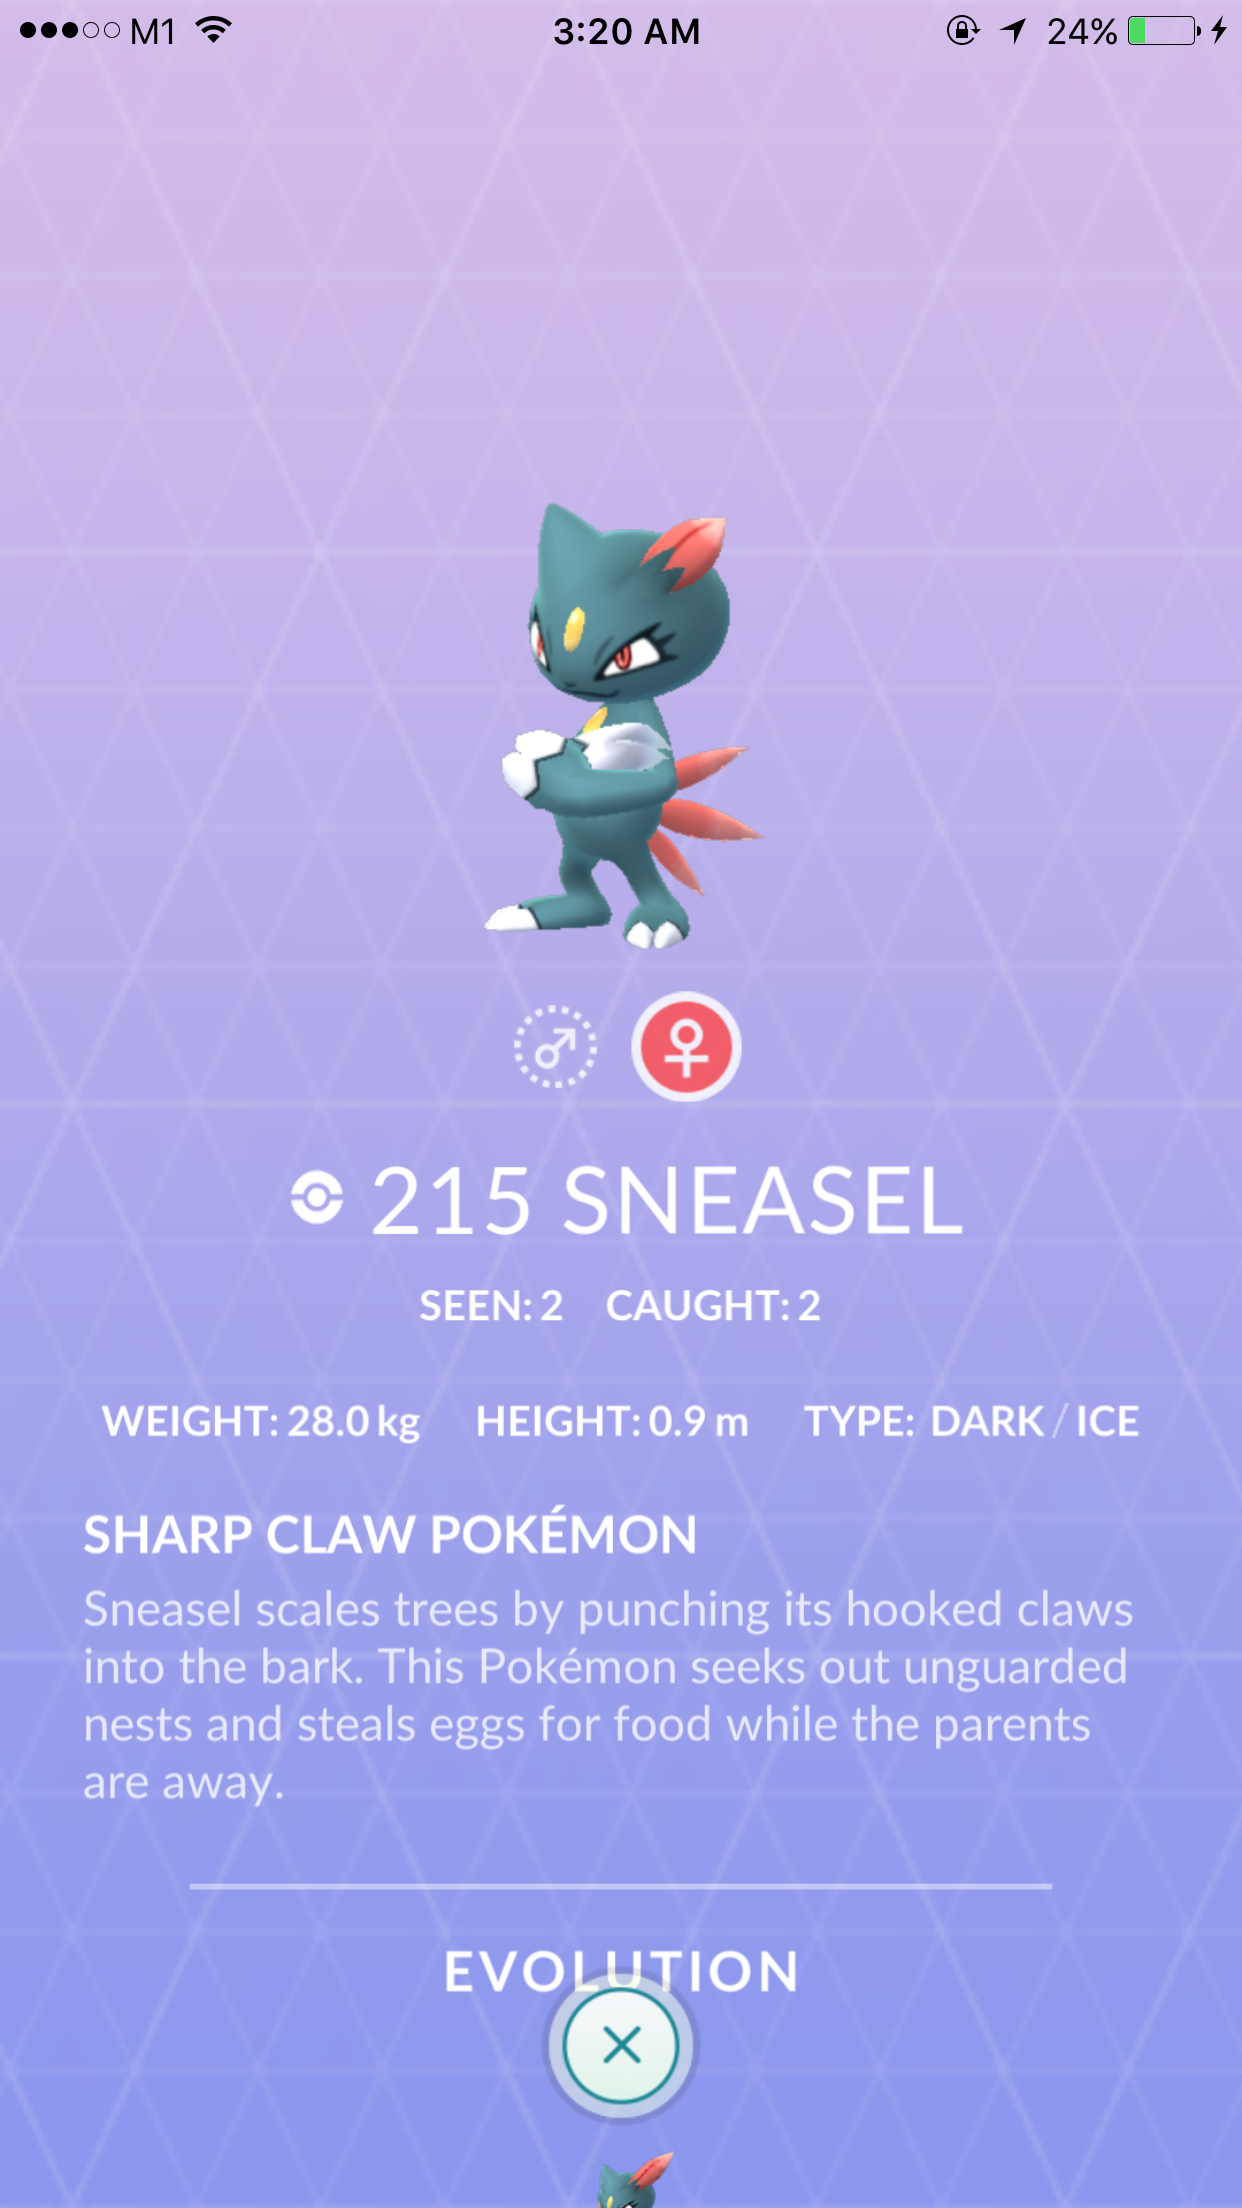 M1 3:20 AM 24%
215 SNEASEL
SEEN: 2 CAUGHT: 2
WEIGHT: 28.0 kg HEIGHT: 0.9 m TYPE: DARK / ICE
SHARP CLAW POKÉMON
Sneasel scales trees by punching its hooked claws
into the bark. This Pokémon seeks out unguarded
nests and steals eggs for food while the parents
are away.
EVOLUTION